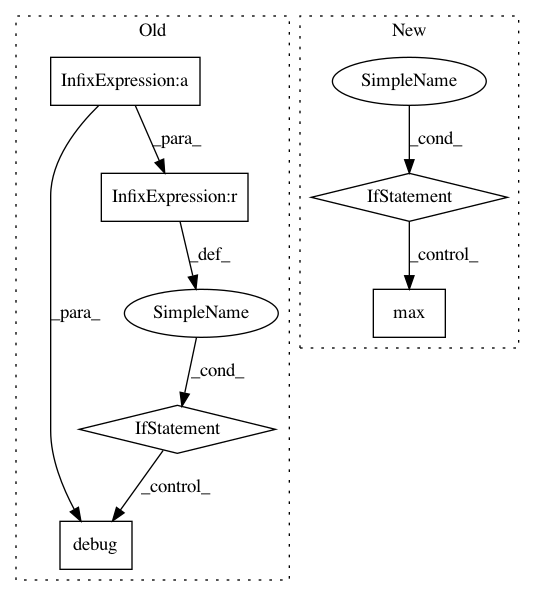 Old
InfixExpression:a
_para_
InfixExpression:r
_def_
_para_
SimpleName
_cond_
IfStatement
_control_
debug
New
SimpleName
_cond_
IfStatement
_control_
max